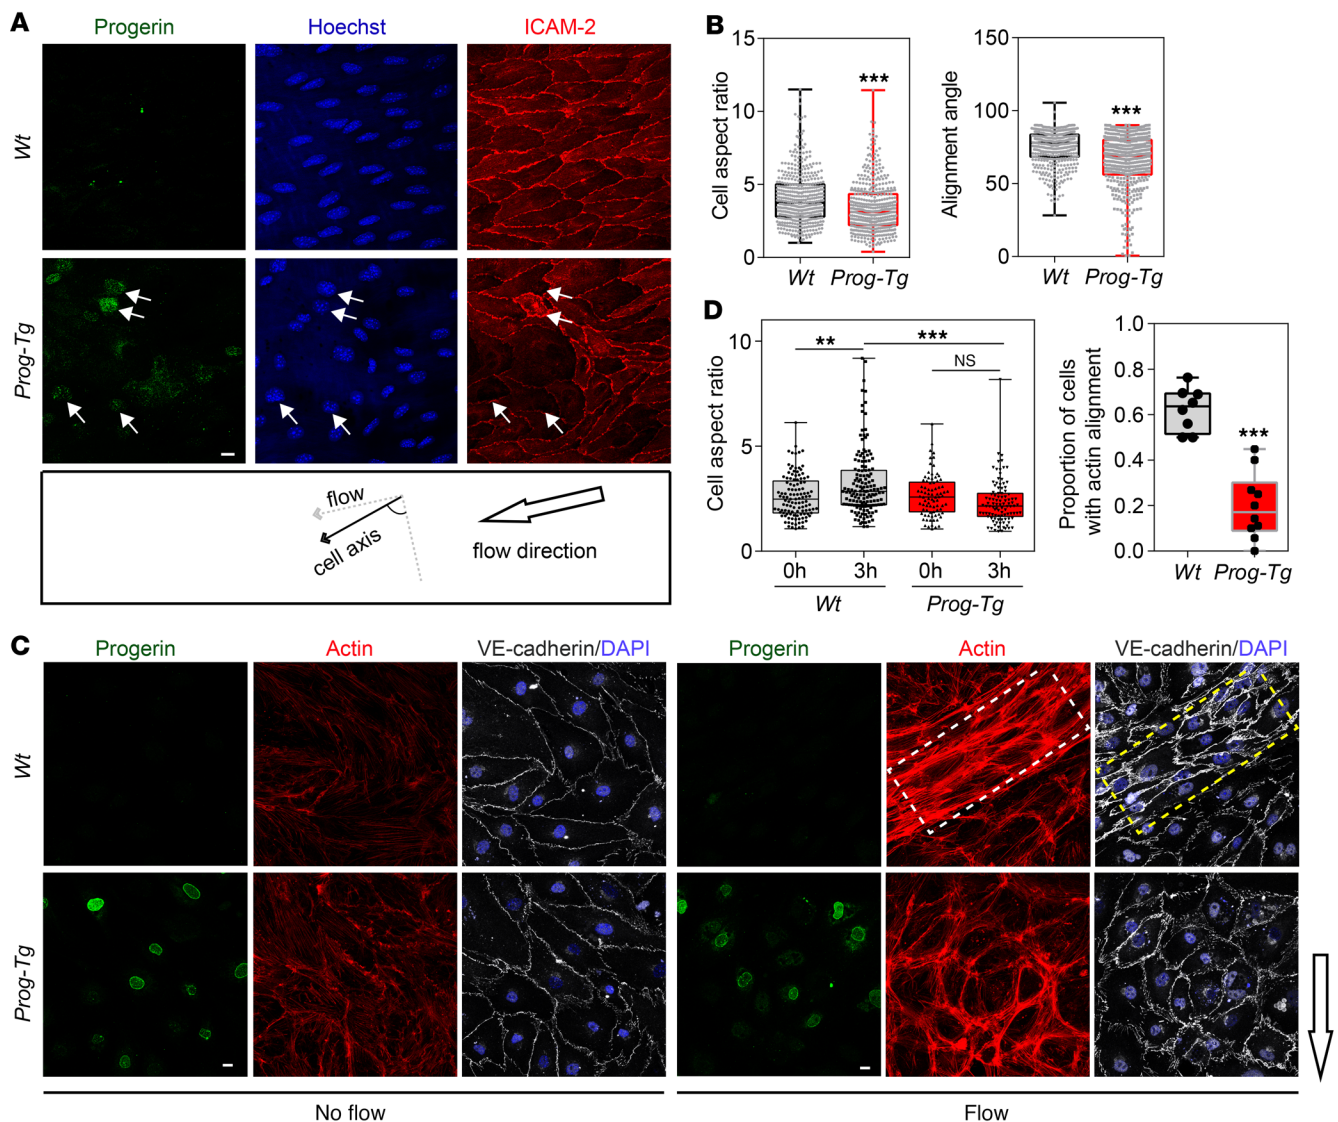 A
Progerin
Hoechst
ICAM-2
Wt
Prog-Tg
flow
cell axis
flow direction
B
Cell aspect ratio
15
10
5
0
***
Wt
Prog-Tg
Alignment angle
150
100
50
0
***
Wt
Prog-Tg
D
Cell aspect ratio
10
5
0
**
***
NS
0h
3h
0h
3h
Wt
Prog-Tg
Proportion of cells
with actin alignment
1.0
0.8
0.6
0.4
0.2
0.0
***
Wt
Prog-Tg
C
Progerin
Actin
VE-cadherin/DAPI
Progerin
Actin
VE-cadherin/DAPI
Wt
Prog-Tg
No flow
Flow